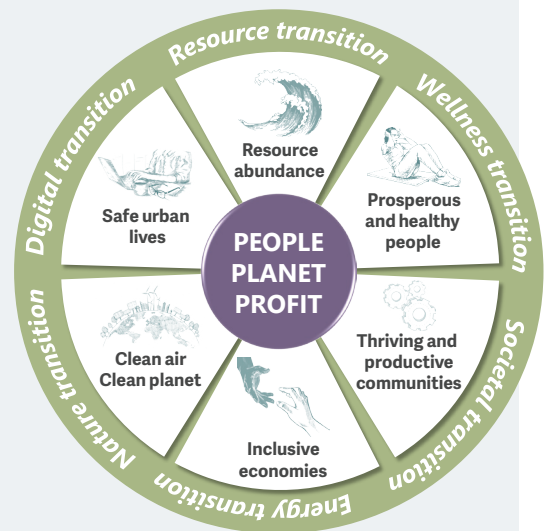 Resource transition
Wellness transition
Societal transition
Energy transition
Nature transition
Digital transition
Resource
abundance
Prosperous
and healthy
people
Thriving and
productive
communities
Inclusive
economies
Clean air
Clean planet
Safe urban
lives
PEOPLE
PLANET
PROFIT